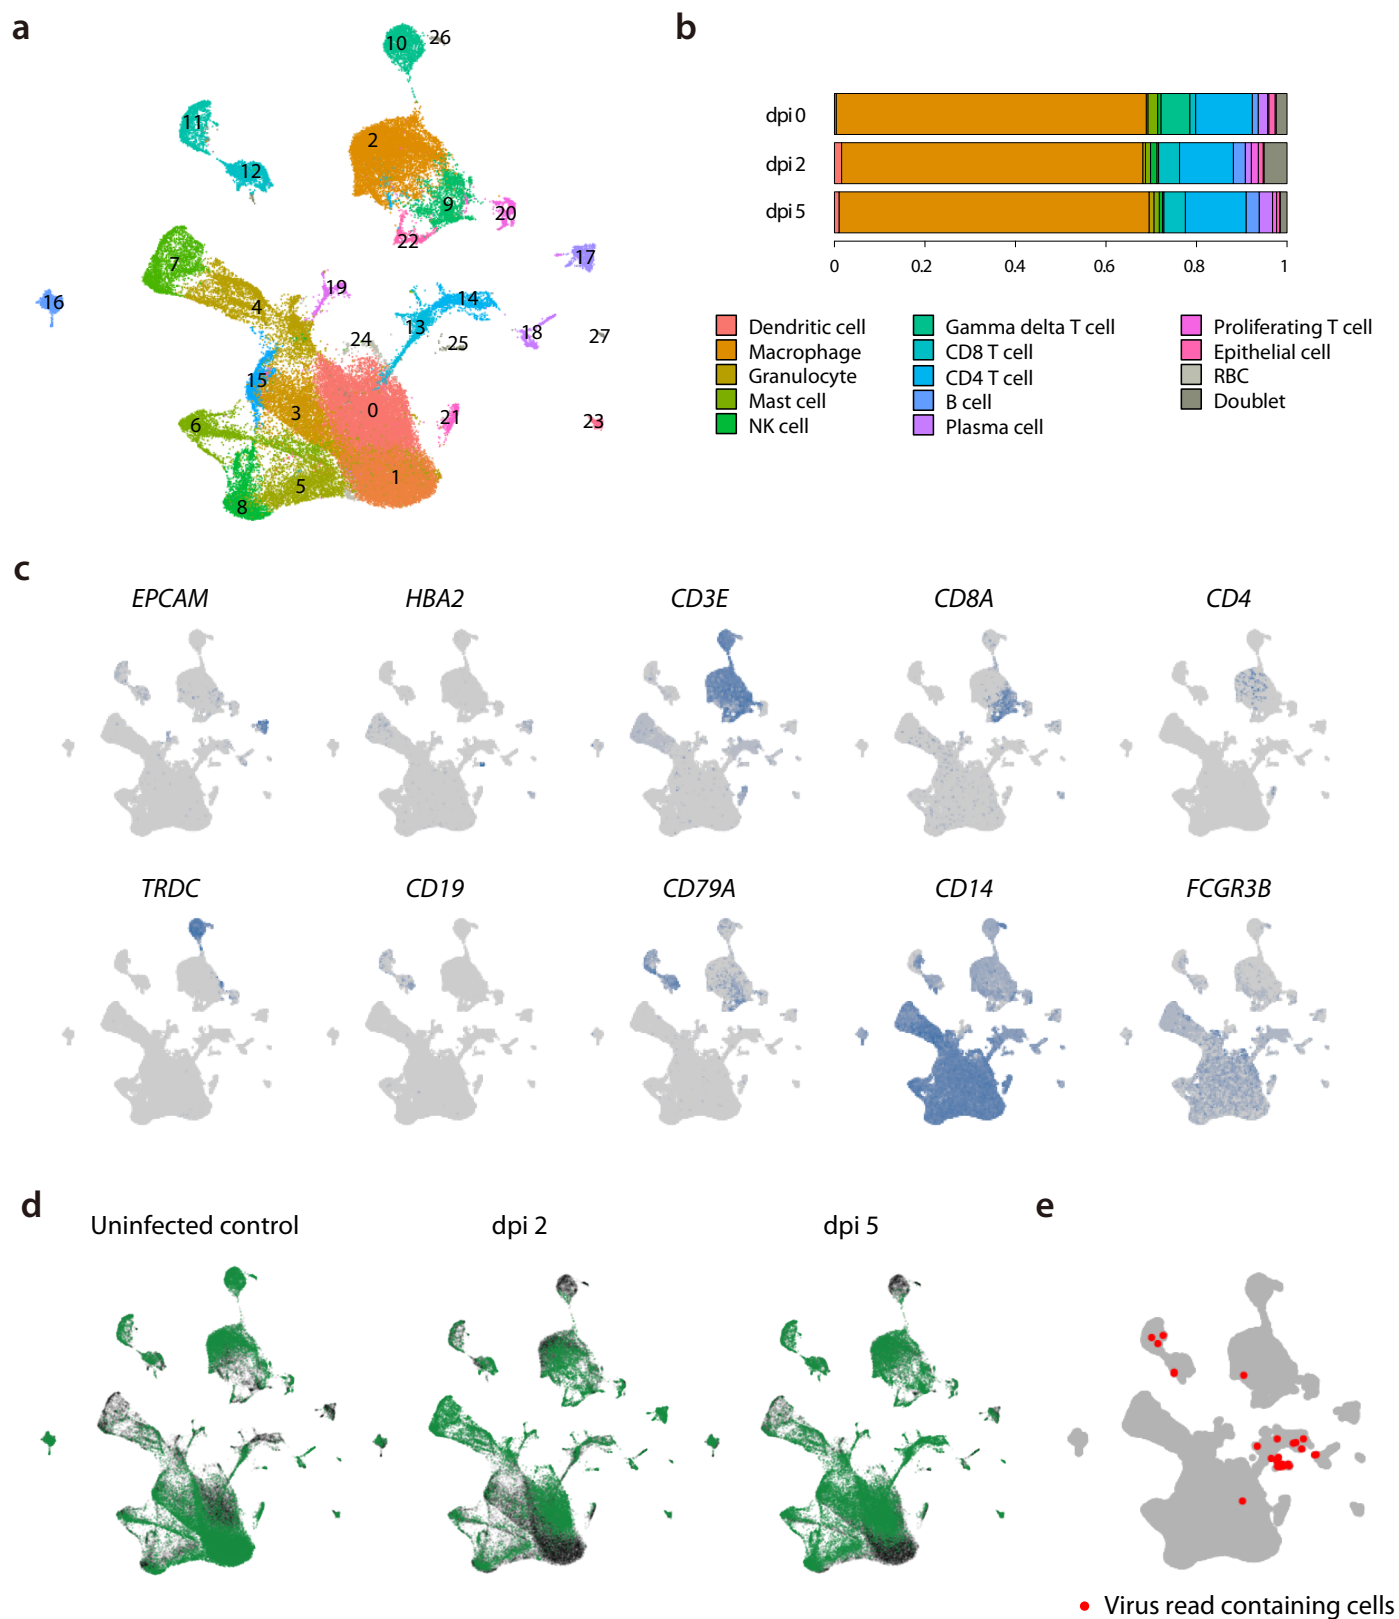 a
10
26
11
2
12
9
20
22
7
17
19
16
4
14
13
18
24
25
27
15
3
0
21
23
6
1
5
8
b
dpi 0
dpi 2
dpi 5
0 0.2 0.4 0.6 0.8 1
Dendritic cell
Macrophage
Granulocyte
Mast cell
NK cell
Gamma delta T cell
CD8 T cell
CD4 T cell
B cell
Plasma cell
Proliferating T cell
Epithelial cell
RBC
Doublet
c
EPCAM HBA2 CD3E CD8A CD4
TRDC CD19 CD79A CD14 FCGR3B
d
Uninfected control dpi 2 dpi 5
e
Virus read containing cells